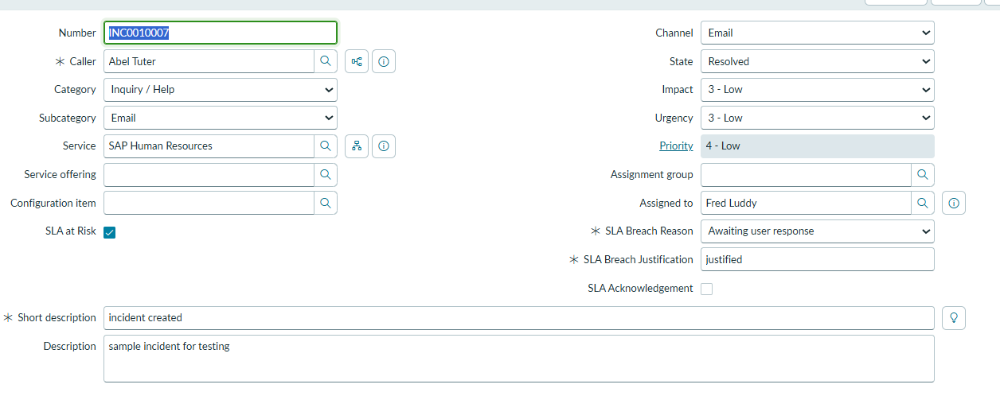 Number INC0010007
Caller Abel Tuter
Category Inquiry / Help
Subcategory Email
Service SAP Human Resources
Service offering
Configuration item
SLA at Risk
Channel Email
State Resolved
Impact 3 - Low
Urgency 3 - Low
Priority 4 - Low
Assignment group
Assigned to Fred Luddy
SLA Breach Reason Awaiting user response
SLA Breach Justification justified
SLA Acknowledgement
Short description incident created
Description sample incident for testing